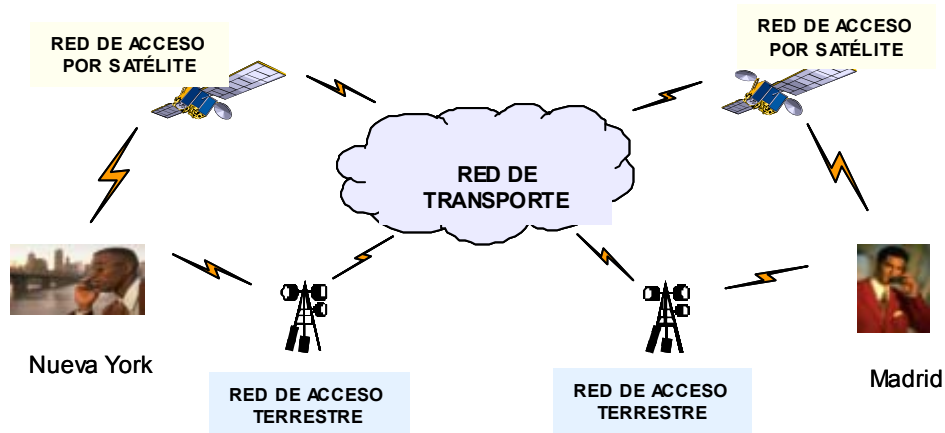 RED DE ACCESO
POR SATÉLITE
RED DE ACCESO
POR SATÉLITE
RED DE
TRANSPORTE
Nueva York
Madrid
RED DE ACCESO
TERRESTRE
RED DE ACCESO
TERRESTRE